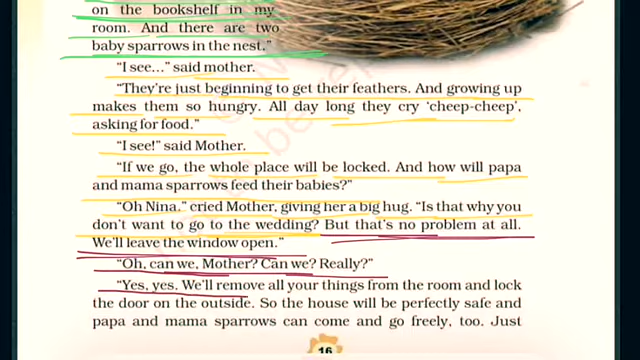 on the bookshelf in my
room. And there are two
baby sparrows in the nest."
"I see..." said mother.
"They're just beginning to get their feathers. And growing up
makes them so hungry. All day long they cry 'cheep-cheep',
asking for food."
"I see!" said Mother.
"If we go, the whole place will be locked. And how will papa
and mama sparrows feed their babies?"
"Oh Nina." cried Mother, giving her a big hug. "Is that why you
don't want to go to the wedding? But that's no problem at all.
We'll leave the window open."
"Oh, can we, Mother? Can we? Really?"
"Yes, yes. We'll remove all your things from the room and lock
the door on the outside. So the house will be perfectly safe and
papa and mama sparrows can come and go freely, too. Just
16